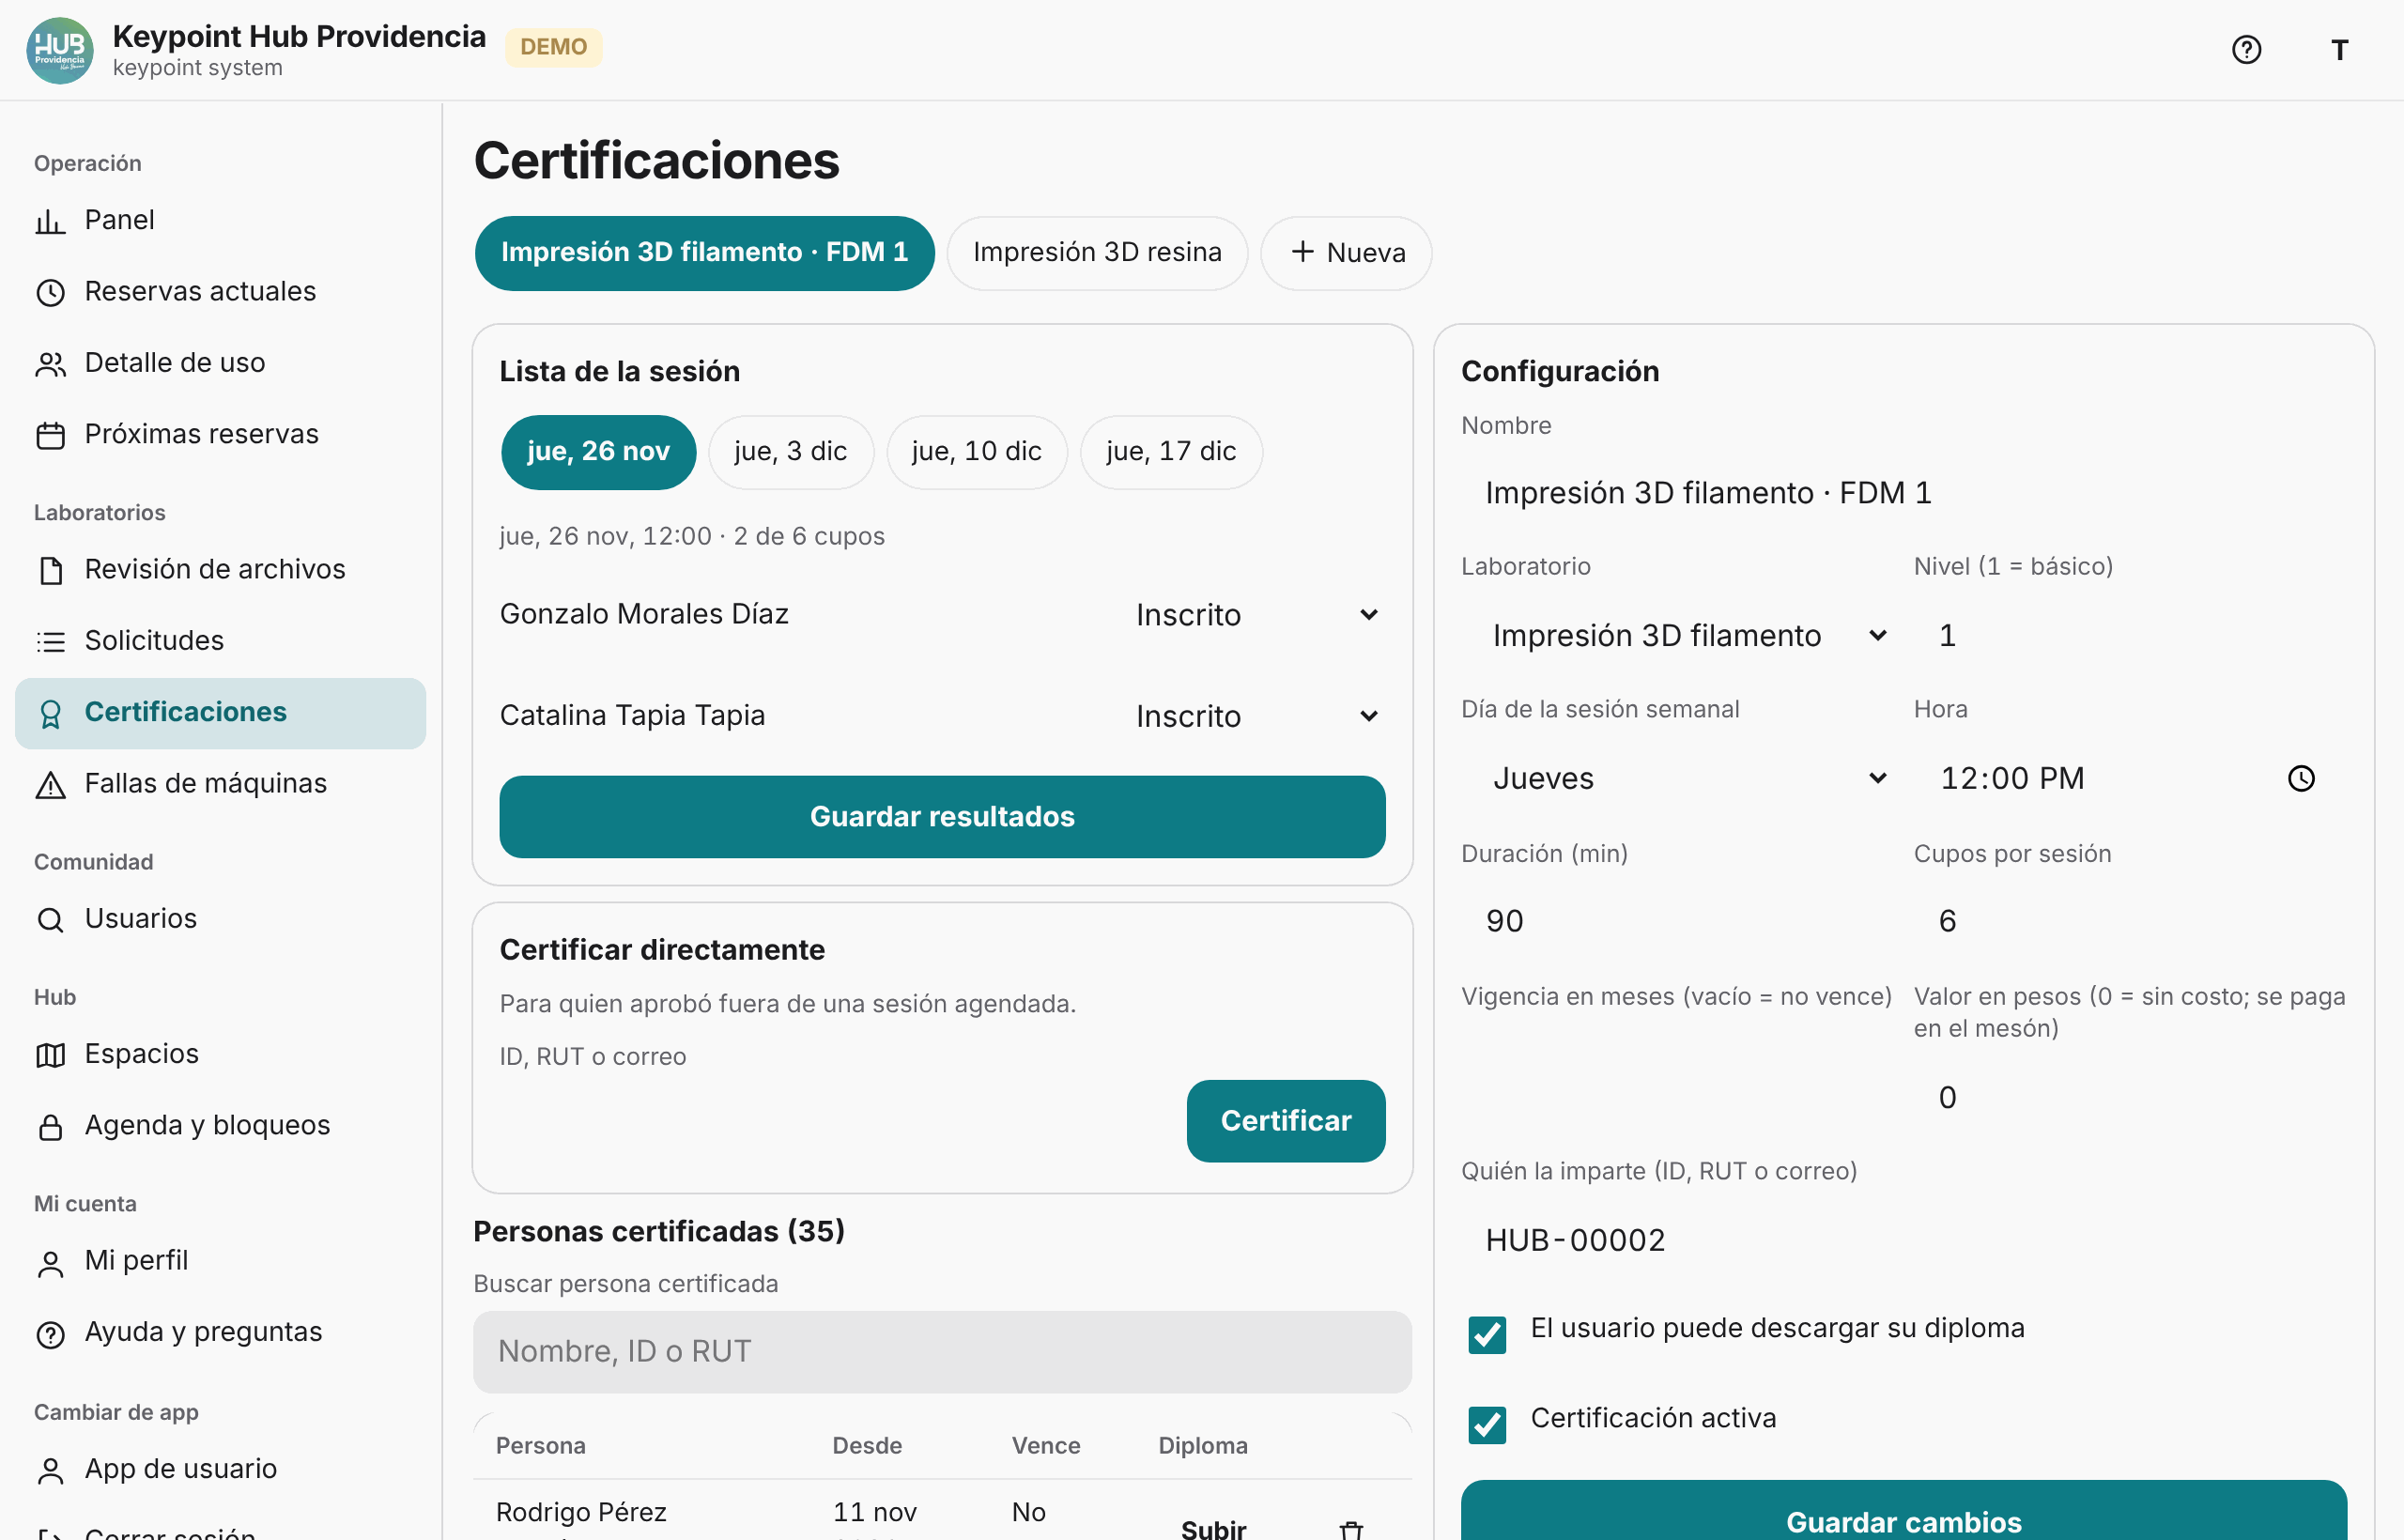 HUB
Providencia
Keypoint Hub Providencia
keypoint system
DEMO
T
Operación
Panel
Reservas actuales
Detalle de uso
Próximas reservas
Laboratorios
Revisión de archivos
Solicitudes
Certificaciones
Fallas de máquinas
Comunidad
Usuarios
Hub
Espacios
Agenda y bloqueos
Mi cuenta
Mi perfil
Ayuda y preguntas
Cambiar de app
App de usuario
Cerrar sesión
Certificaciones
Impresión 3D filamento · FDM 1
Impresión 3D resina
+ Nueva
Lista de la sesión
jue, 26 nov
jue, 3 dic
jue, 10 dic
jue, 17 dic
jue, 26 nov, 12:00 · 2 de 6 cupos
Gonzalo Morales Díaz
Inscrito
Catalina Tapia Tapia
Inscrito
Guardar resultados
Certificar directamente
Para quien aprobó fuera de una sesión agendada.
ID, RUT o correo
Certificar
Personas certificadas (35)
Buscar persona certificada
Nombre, ID o RUT
Persona Desde Vence Diploma
Rodrigo Pérez 11 nov No
Subir
Configuración
Nombre
Impresión 3D filamento · FDM 1
Laboratorio
Nivel (1 = básico)
Impresión 3D filamento
1
Día de la sesión semanal
Hora
Jueves
12:00 PM
Duración (min)
Cupos por sesión
90
6
Vigencia en meses (vacío = no vence)
Valor en pesos (0 = sin costo; se paga
en el mesón)
0
Quién la imparte (ID, RUT o correo)
HUB-00002
El usuario puede descargar su diploma
Certificación activa
Guardar cambios